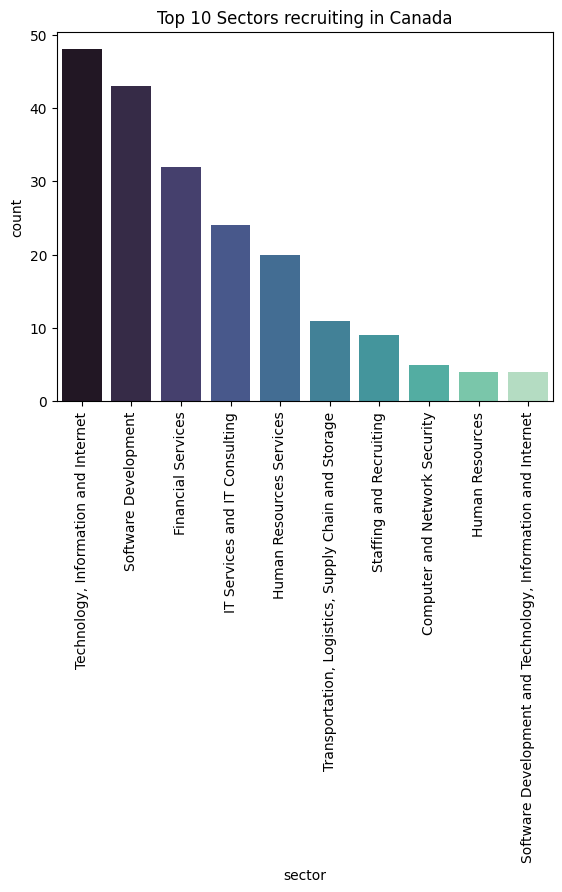 Top 10 Sectors recruiting in Canada
50
40
30
20
10
0
count
Technology, Information and Internet
Software Development
Financial Services
IT Services and IT Consulting
Human Resources Services
Transportation, Logistics, Supply Chain and Storage
Staffing and Recruiting
Computer and Network Security
Human Resources
Software Development and Technology, Information and Internet
sector